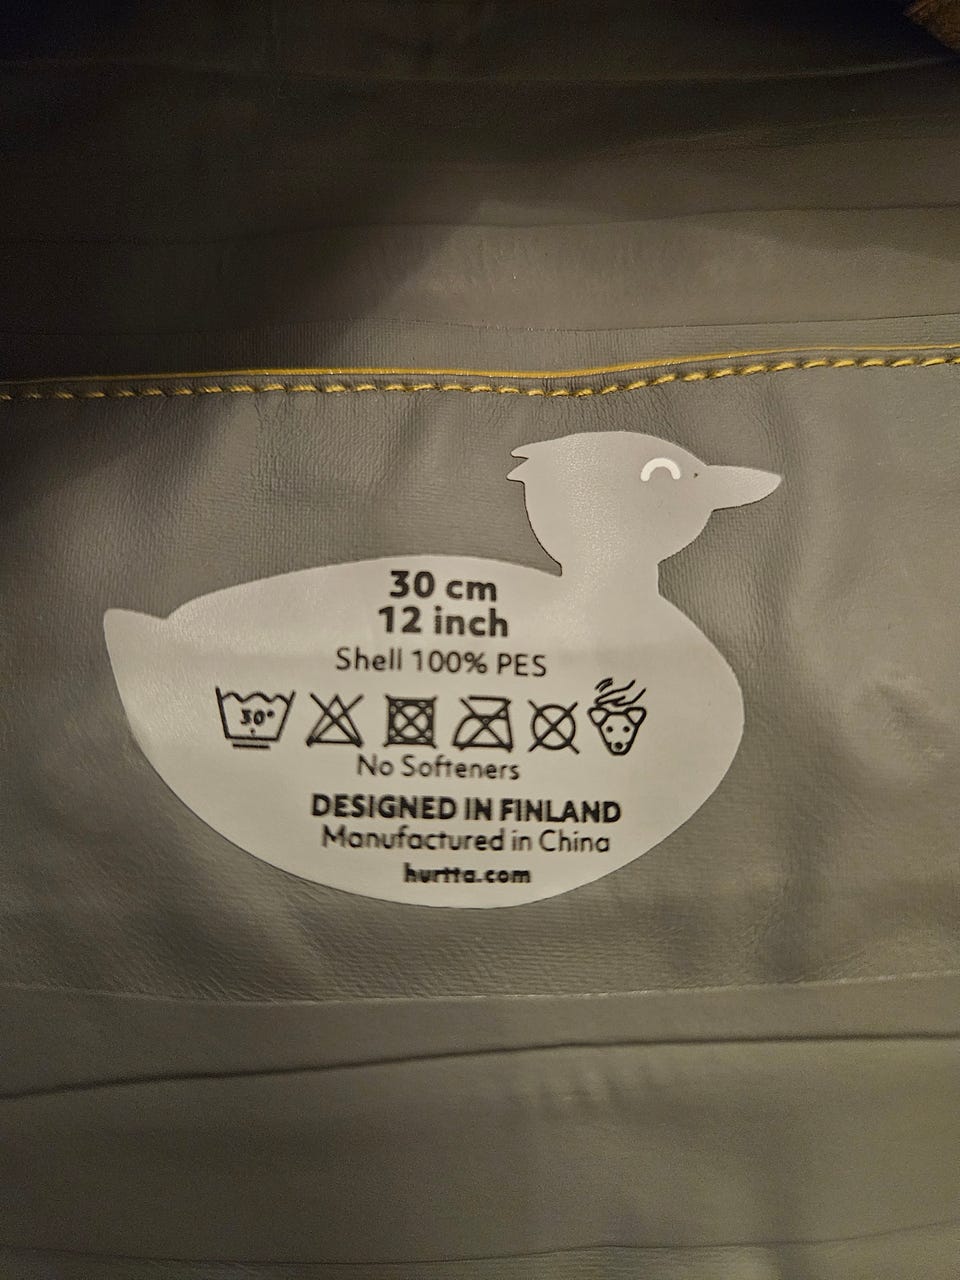 30 cm
12 inch
Shell 100% PES
30°
No Softeners
DESIGNED IN FINLAND
Manufactured in China
hurtta.com